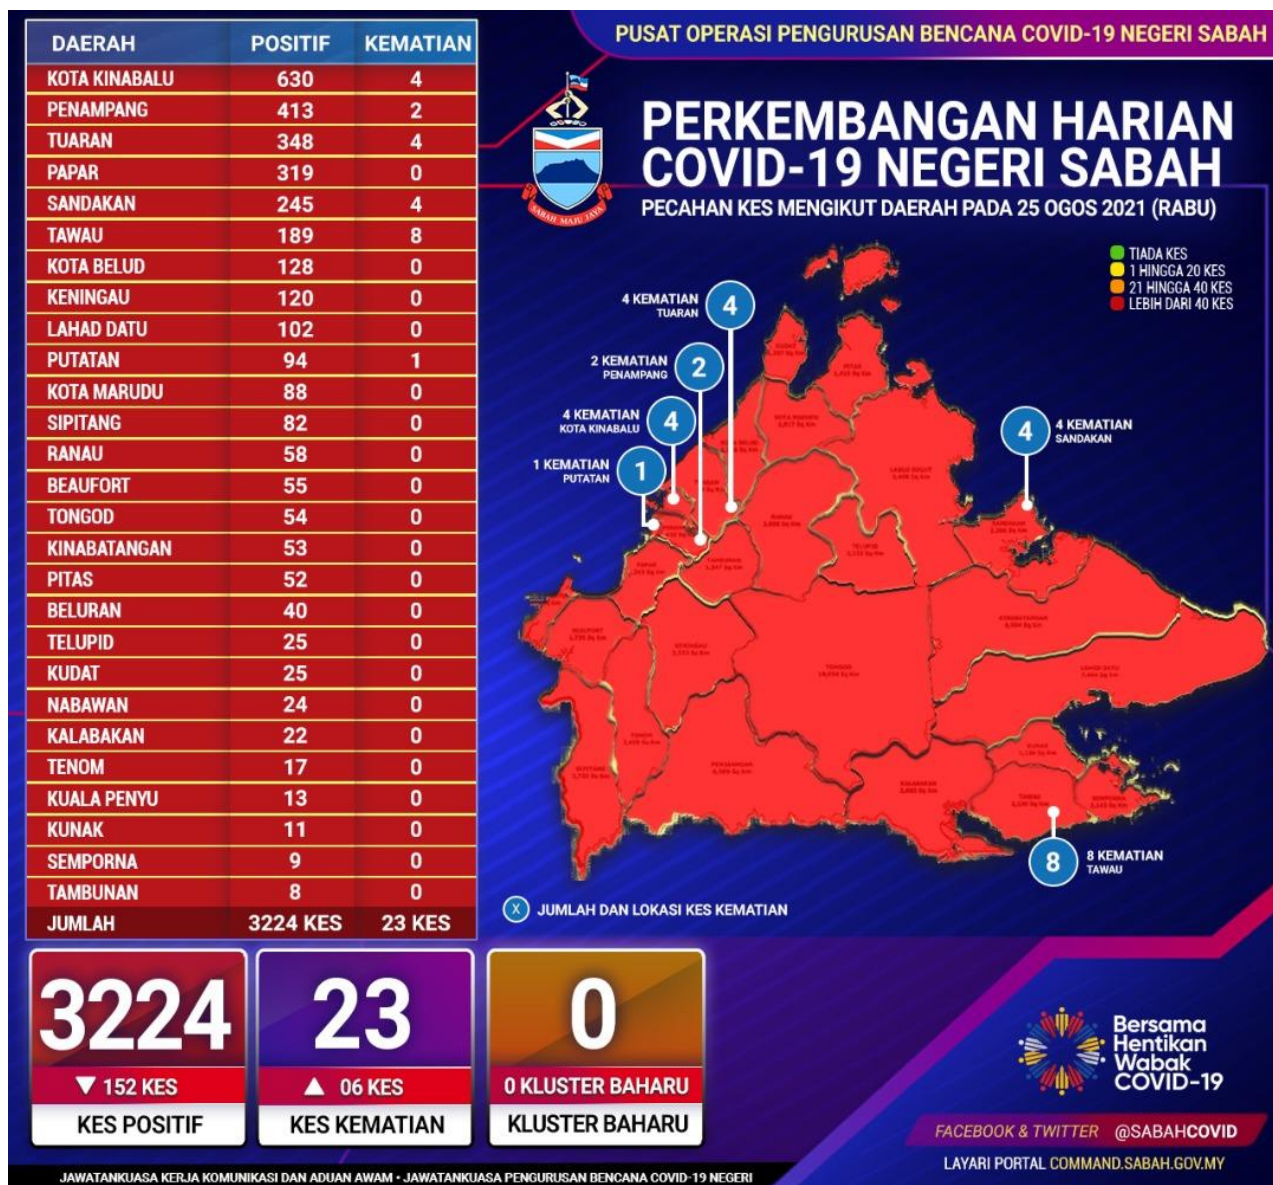 DAERAH POSITIF KEMATIAN
KOTA KINABALU 630 4
PENAMPANG 413 2
TUARAN 348 4
PAPAR 319 0
SANDAKAN 245 4
TAWAU 189 8
KOTA BELUD 128 0
KENINGAU 120 0
LAHAD DATU 102 0
PUTATAN 94 1
KOTA MARUDU 88 0
SIPITANG 82 0
RANAU 58 0
BEAUFORT 55 0
TONGOD 54 0
KINABATANGAN 53 0
PITAS 52 0
BELURAN 40 0
TELUPID 25 0
KUDAT 25 0
NABAWAN 24 0
KALABAKAN 22 0
TENOM 17 0
KUALA PENYU 13 0
KUNAK 11 0
SEMPORNA 9 0
TAMBUNAN 8 0
JUMLAH 3224 KES 23 KES
PUSAT OPERASI PENGURUSAN BENCANA COVID-19 NEGERI SABAH
SABAH MAJU JAYA
PERKEMBANGAN HARIAN
COVID-19 NEGERI SABAH
PECAHAN KES MENGIKUT DAERAH PADA 25 OGOS 2021 (RABU)
TIADA KES
1 HINGGA 20 KES
21 HINGGA 40 KES
LEBIH DARI 40 KES
4 KEMATIAN
TUARAN
4
2 KEMATIAN
PENAMPANG
2
4 KEMATIAN
KOTA KINABALU
4
1 KEMATIAN
PUTATAN
1
4
4 KEMATIAN
SANDAKAN
8
8 KEMATIAN
TAWAU
X JUMLAH DAN LOKASI KES KEMATIAN
3224
▼ 152 KES
KES POSITIF
23
▲ 06 KES
KES KEMATIAN
0
0 KLUSTER BAHARU
KLUSTER BAHARU
Bersama
Hentikan
Wabak
COVID-19
FACEBOOK & TWITTER @SABAHCOVID
LAYARI PORTAL COMMAND.SABAH.GOV.MY
JAWATANKUASA KERJA KOMUNIKASI DAN ADUAN AWAM • JAWATANKUASA PENGURUSAN BENCANA COVID-19 NEGERI